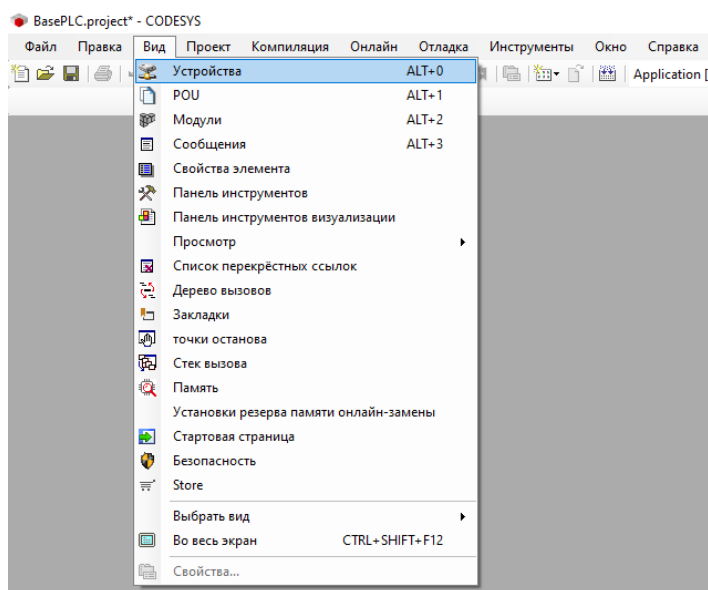 BasePLC.project* - CODESYS
Файл Правка Вид Проект Компиляция Онлайн Отладка Инструменты Окно Справка
Application [
Устройства ALT+0
POU ALT+1
Модули ALT+2
Сообщения ALT+3
Свойства элемента
Панель инструментов
Панель инструментов визуализации
Просмотр
Список перекрёстных ссылок
Дерево вызовов
Закладки
точки останова
Стек вызова
Память
Установки резерва памяти онлайн-замены
Стартовая страница
Безопасность
Store
Выбрать вид
Во весь экран CTRL+SHIFT+F12
Свойства...